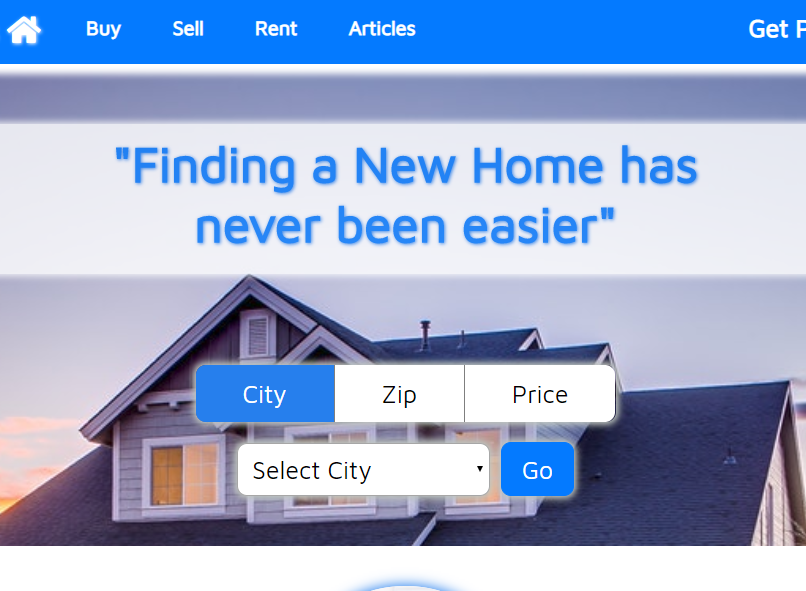 Buy Sell Rent Articles Get
"Finding a New Home has
never been easier"
City Zip Price
Select City Go